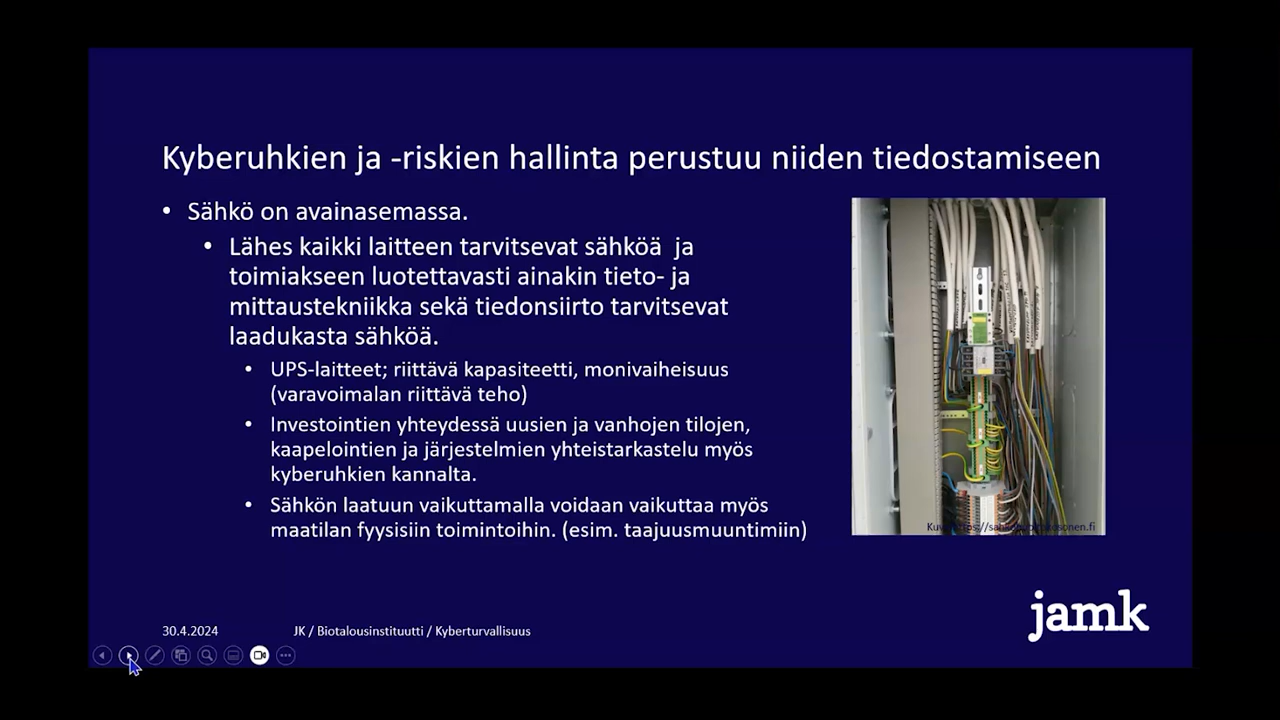 Kyberuhkien ja -riskien hallinta perustuu niiden tiedostamiseen
• Sähkö on avainasemassa.
• Lähes kaikki laitteen tarvitsevat sähköä ja
toimiakseen luotettavasti ainakin tieto- ja
mittaustekniikka sekä tiedonsiirto tarvitsevat
laadukasta sähköä.
• UPS-laitteet; riittävä kapasiteetti, monivaiheisuus
(varavoimalan riittävä teho)
• Investointien yhteydessä uusien ja vanhojen tilojen,
kaapelointien ja järjestelmien yhteistarkastelu myös
kyberuhkien kannalta.
• Sähkön laatuun vaikuttamalla voidaan vaikuttaa myös
maatilan fyysisiin toimintoihin. (esim. taajuusmuuntimiin)
jamk
30.4.2024
JK / Biotalousinstituutti / Kyberturvallisuus